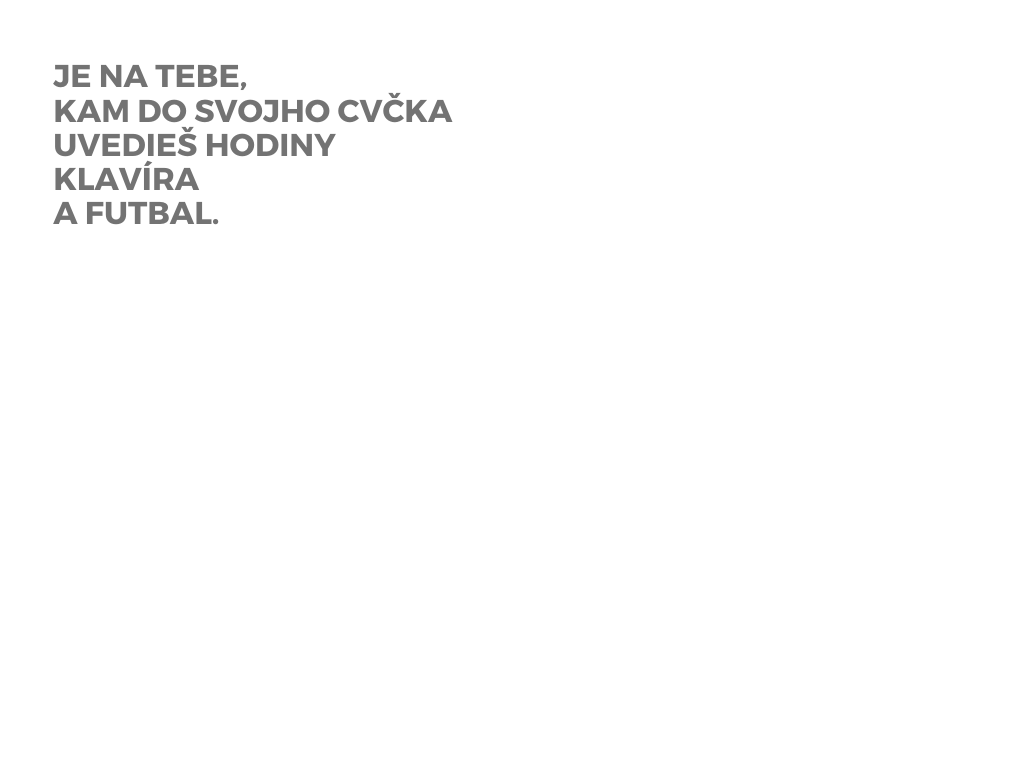 JE NA TEBE,
KAM DO SVOJHO CVČKA
UVEDIEŠ HODINY
KLAVÍRA
A FUTBAL.